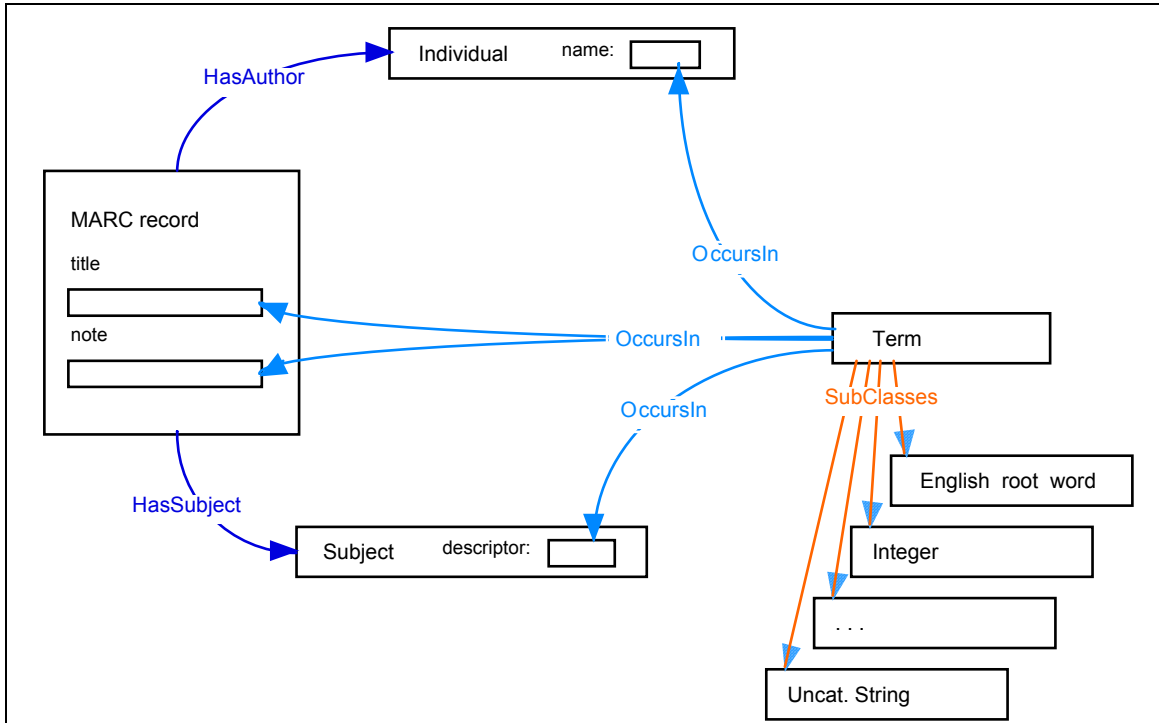 Individual name:
HasAuthor
MARC record
title
note
OccursIn
OccursIn
Term
OccursIn
SubClasses
English root word
HasSubject
Subject descriptor:
Integer
. . .
Uncat. String